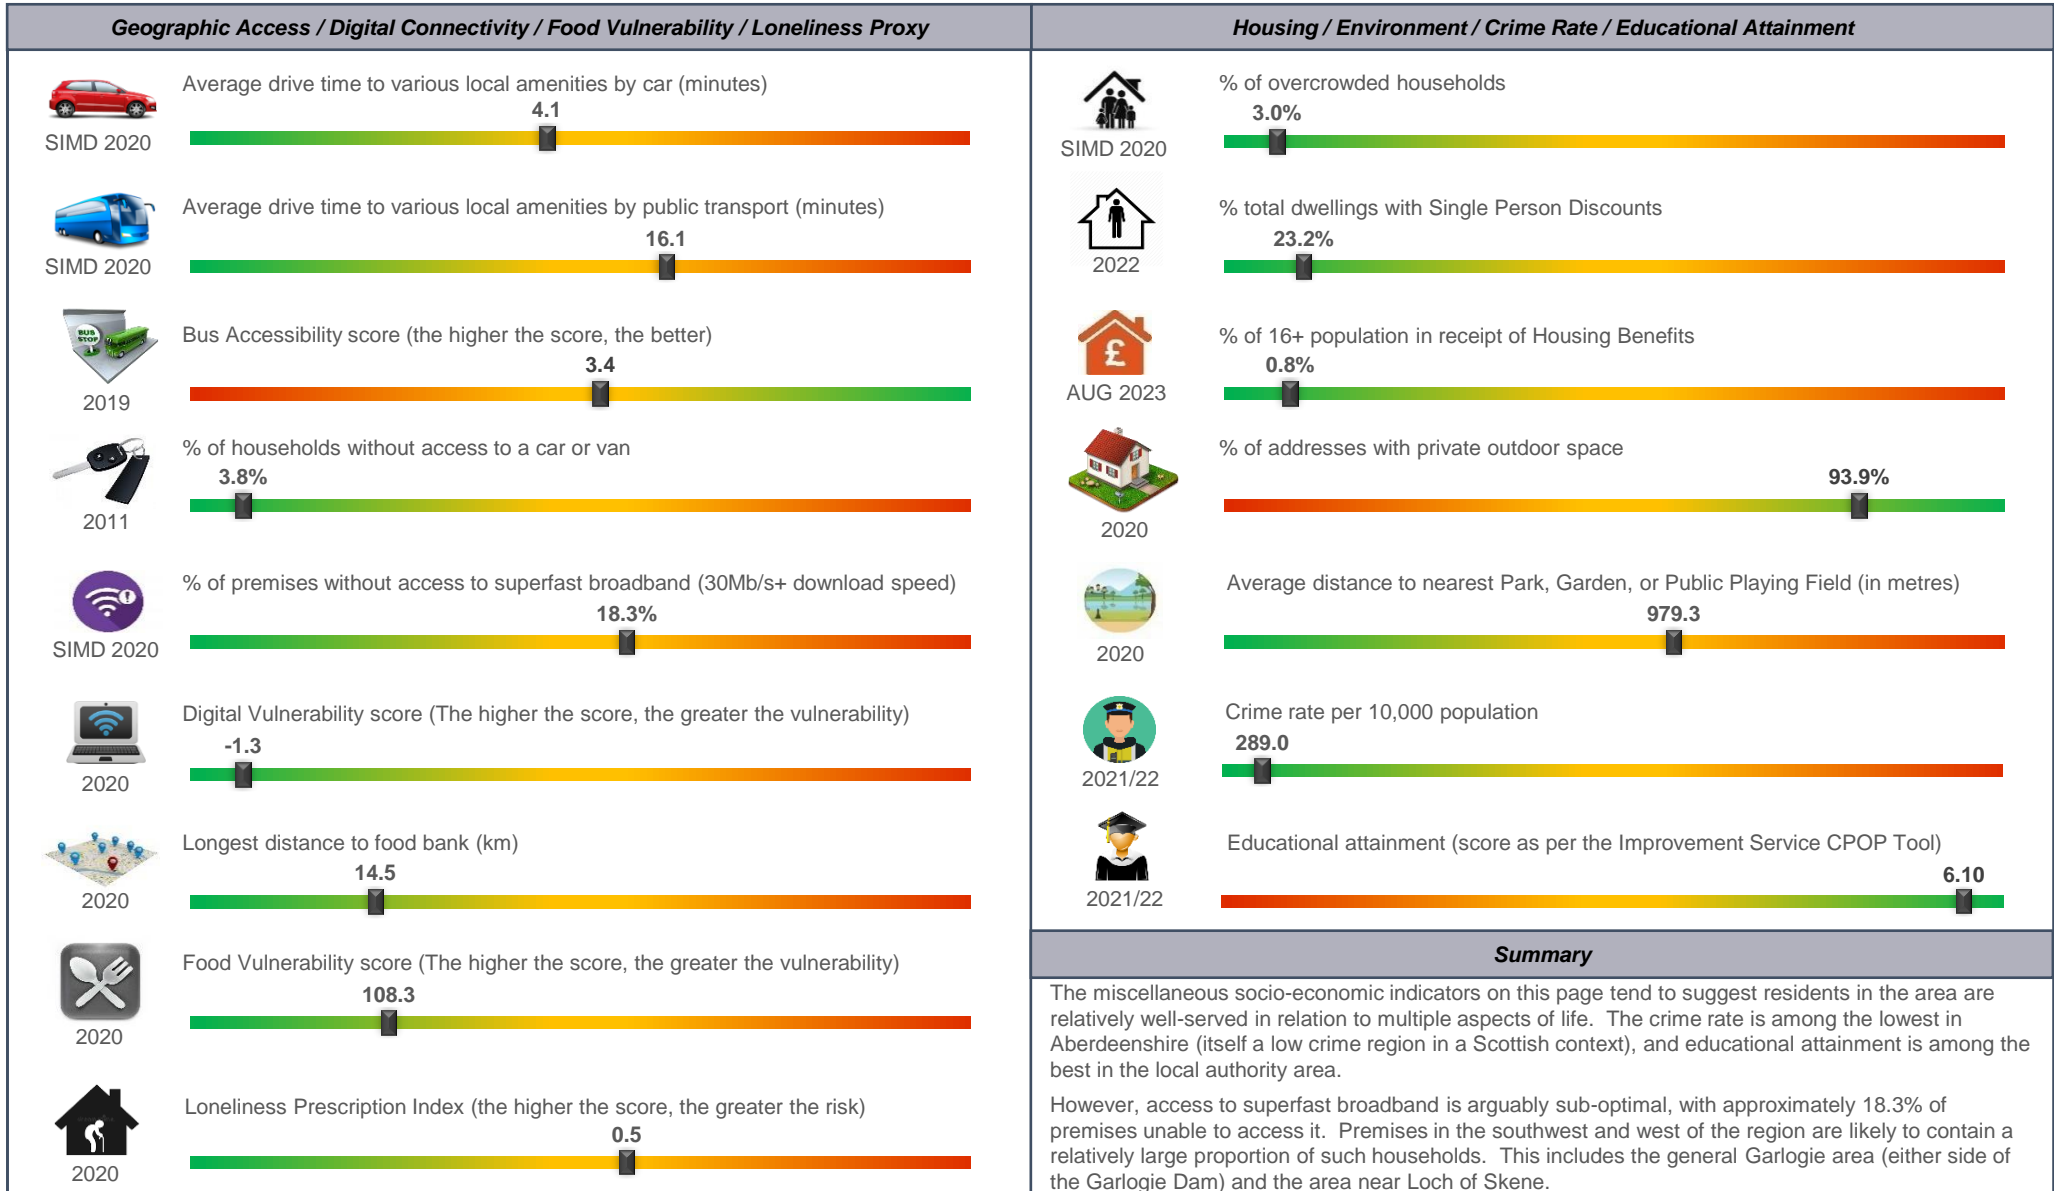 Geographic Access / Digital Connectivity / Food Vulnerability / Loneliness Proxy
Average drive time to various local amenities by car (minutes)
4.1
SIMD 2020
Average drive time to various local amenities by public transport (minutes)
16.1
SIMD 2020
BUS
STOP
Bus Accessibility score (the higher the score, the better)
3.4
2019
% of households without access to a car or van
3.8%
2011
% of premises without access to superfast broadband (30Mb/s+ download speed)
18.3%
SIMD 2020
Digital Vulnerability score (The higher the score, the greater the vulnerability)
-1.3
2020
Longest distance to food bank (km)
14.5
2020
Food Vulnerability score (The higher the score, the greater the vulnerability)
108.3
2020
Loneliness Prescription Index (the higher the score, the greater the risk)
0.5
2020
Housing / Environment / Crime Rate / Educational Attainment
% of overcrowded households
3.0%
SIMD 2020
% total dwellings with Single Person Discounts
23.2%
2022
% of 16+ population in receipt of Housing Benefits
0.8%
£
AUG 2023
% of addresses with private outdoor space
93.9%
2020
Average distance to nearest Park, Garden, or Public Playing Field (in metres)
979.3
2020
Crime rate per 10,000 population
289.0
2021/22
Educational attainment (score as per the Improvement Service CPOP Tool)
6.10
2021/22
Summary
The miscellaneous socio-economic indicators on this page tend to suggest residents in the area are
relatively well-served in relation to multiple aspects of life. The crime rate is among the lowest in
Aberdeenshire (itself a low crime region in a Scottish context), and educational attainment is among the
best in the local authority area.
However, access to superfast broadband is arguably sub-optimal, with approximately 18.3% of
premises unable to access it. Premises in the southwest and west of the region are likely to contain a
relatively large proportion of such households. This includes the general Garlogie area (either side of
the Garlogie Dam) and the area near Loch of Skene.